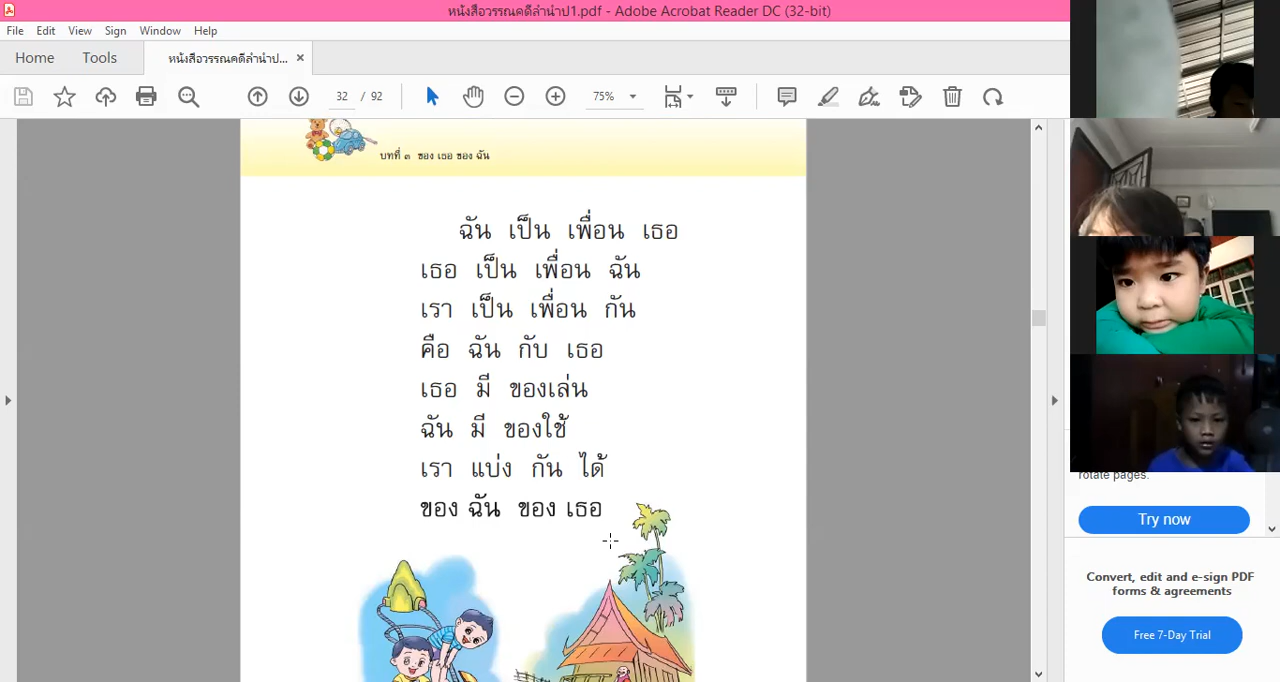 หนังสือวรรณคดีลำนำป1.pdf - Adobe Acrobat Reader DC (32-bit)
File Edit View Sign Window Help
Home Tools หนังสือวรรณคดีลำนำป... ×
32 / 92 75%
บทที่ ๓ ของ เธอ ของ ฉัน
ฉัน เป็น เพื่อน เธอ
เธอ เป็น เพื่อน ฉัน
เรา เป็น เพื่อน กัน
คือ ฉัน กับ เธอ
เธอ มี ของเล่น
ฉัน มี ของใช้
เรา แบ่ง กัน ได้
ของ ฉัน ของ เธอ
rotate pages.
Try now
Convert, edit and e-sign PDF
forms & agreements
Free 7-Day Trial